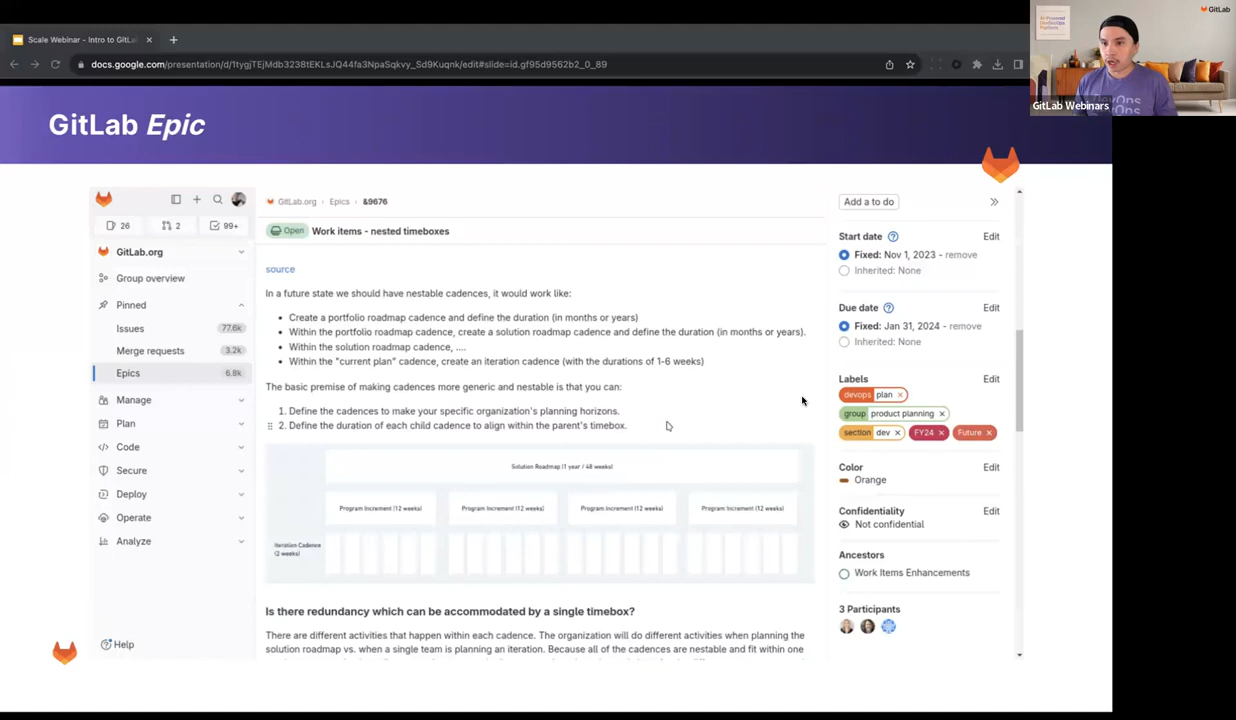 Scale Webinar - Intro to GitLa
docs.google.com/presentation/d/1tygjTEjMdb3238tEKLsJQ44fa3NpaSqkvy_Sd9Kuqnk/edit#slide=id.gf95d9562b2_0_89
GitLab
GitLab Webinars
GitLab Epic
26
2
99+
GitLab.org
Group overview
Pinned
Issues 77.6k
Merge requests 3.2k
Epics 6.8k
Manage
Plan
Code
Secure
Deploy
Operate
Analyze
Help
GitLab.org › Epics › &9676
Open Work items - nested timeboxes
source
In a future state we should have nestable cadences, it would work like:
• Create a portfolio roadmap cadence and define the duration (in months or years)
• Within the portfolio roadmap cadence, create a solution roadmap cadence and define the duration (in months or years).
• Within the solution roadmap cadence, ....
• Within the "current plan" cadence, create an iteration cadence (with the durations of 1-6 weeks)
The basic premise of making cadences more generic and nestable is that you can:
1. Define the cadences to make your specific organization's planning horizons.
2. Define the duration of each child cadence to align within the parent's timebox.
Solution Roadmap (1 year / 48 weeks)
Program Increment (12 weeks) Program Increment (12 weeks) Program Increment (12 weeks) Program Increment (12 weeks)
Iteration Cadence
(2 weeks)
Is there redundancy which can be accommodated by a single timebox?
There are different activities that happen within each cadence. The organization will do different activities when planning the
solution roadmap vs. when a single team is planning an iteration. Because all of the cadences are nestable and fit within one
Add a to do
Start date Edit
Fixed: Nov 1, 2023 - remove
Inherited: None
Due date Edit
Fixed: Jan 31, 2024 - remove
Inherited: None
Labels Edit
devops plan
group product planning
section dev FY24 Future
Color Edit
Orange
Confidentiality Edit
Not confidential
Ancestors
Work Items Enhancements
3 Participants